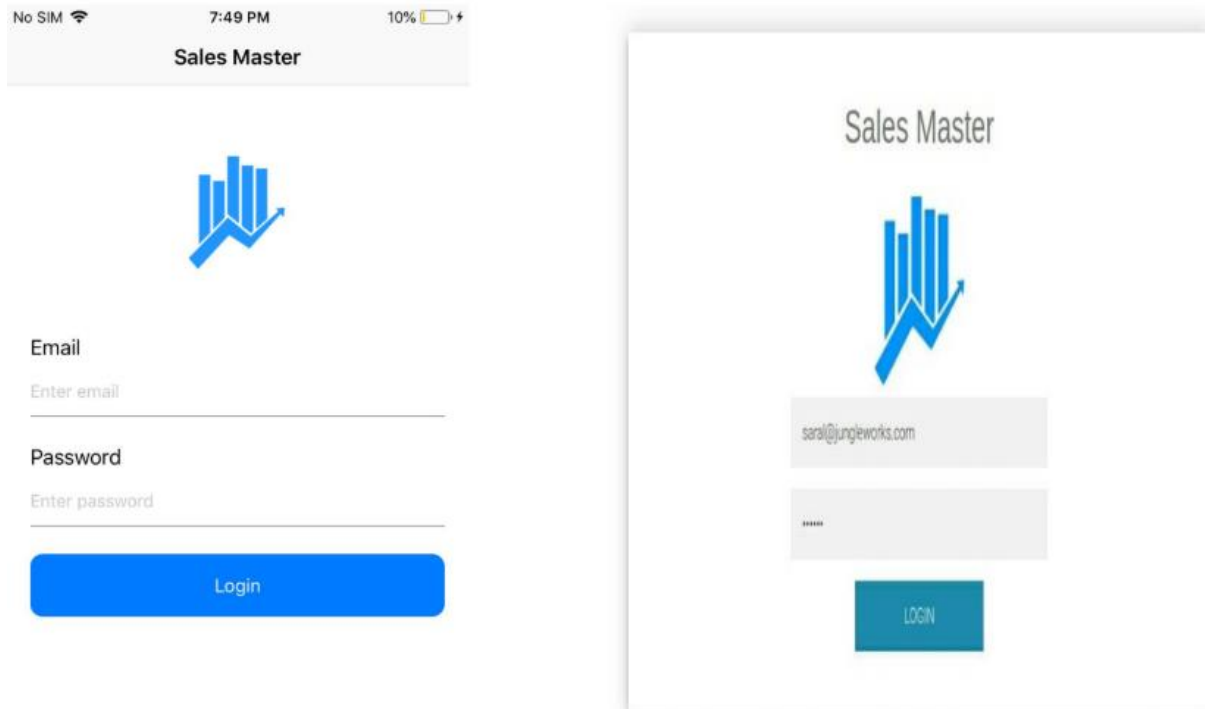 No SIM 7:49 PM 10%
Sales Master
Email
Enter email
Password
Enter password
Login
Sales Master
saral@jungleworks.com
••••••
LOGIN